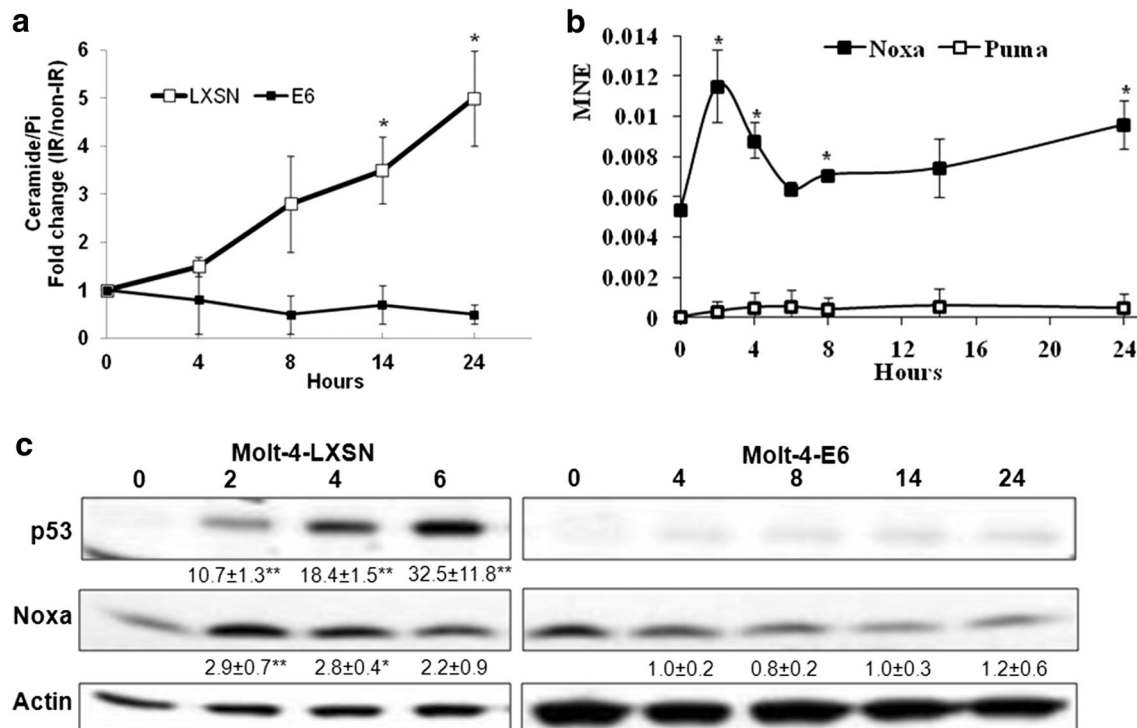 a
Ceramide/Pi
Fold change (IR/non-IR)
6
5
4
3
2
1
0
LXSN
E6
*
*
0 4 8 14 24
Hours
b
MNE
0.014
0.012
0.01
0.008
0.006
0.004
0.002
0
Noxa
Puma
*
*
*
*
0 4 8 12 16 20 24
Hours
c
Molt-4-LXSN
0 2 4 6
Molt-4-E6
0 4 8 14 24
p53
10.7±1.3** 18.4±1.5** 32.5±11.8**
Noxa
2.9±0.7** 2.8±0.4* 2.2±0.9
1.0±0.2 0.8±0.2 1.0±0.3 1.2±0.6
Actin